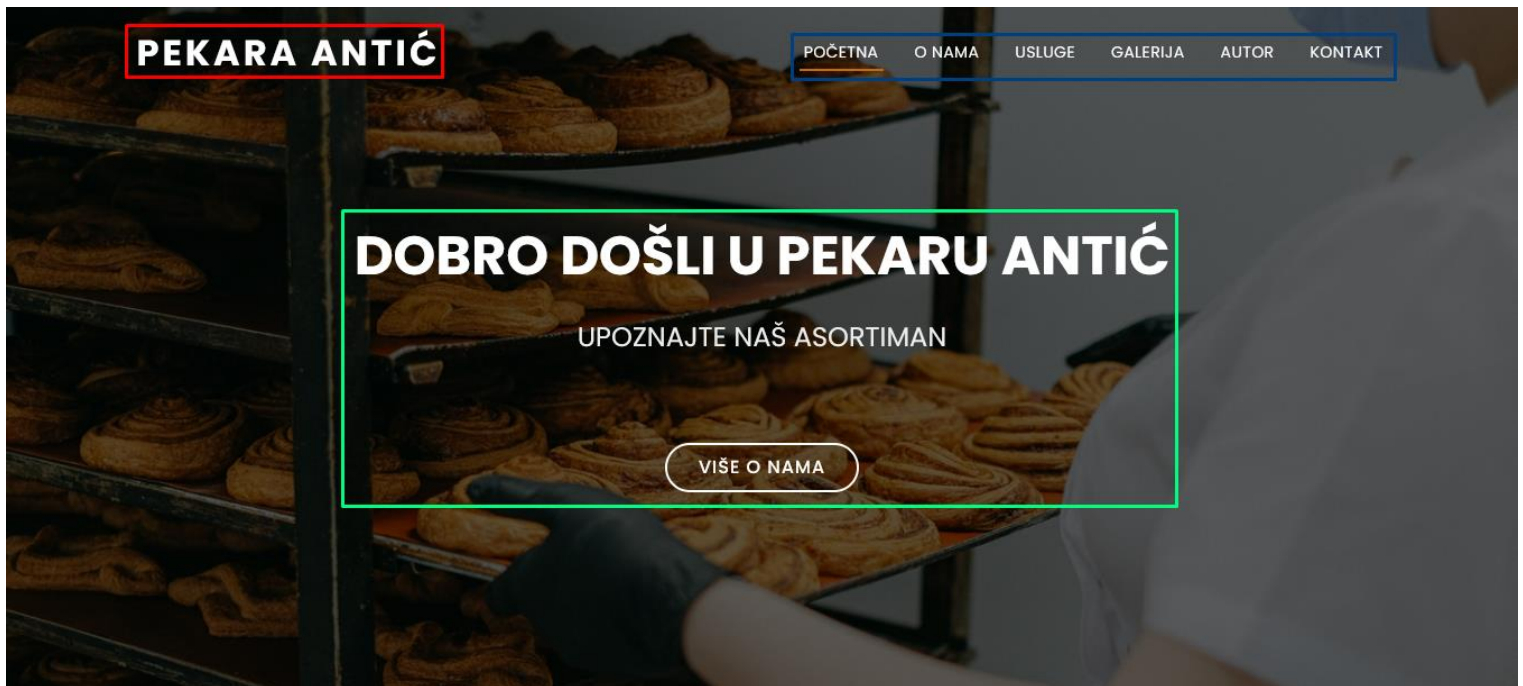 PEKARA ANTIĆ
POČETNA O NAMA USLUGE GALERIJA AUTOR KONTAKT
DOBRO DOŠLI U PEKARU ANTIĆ
UPOZNAJTE NAŠ ASORTIMAN
VIŠE O NAMA